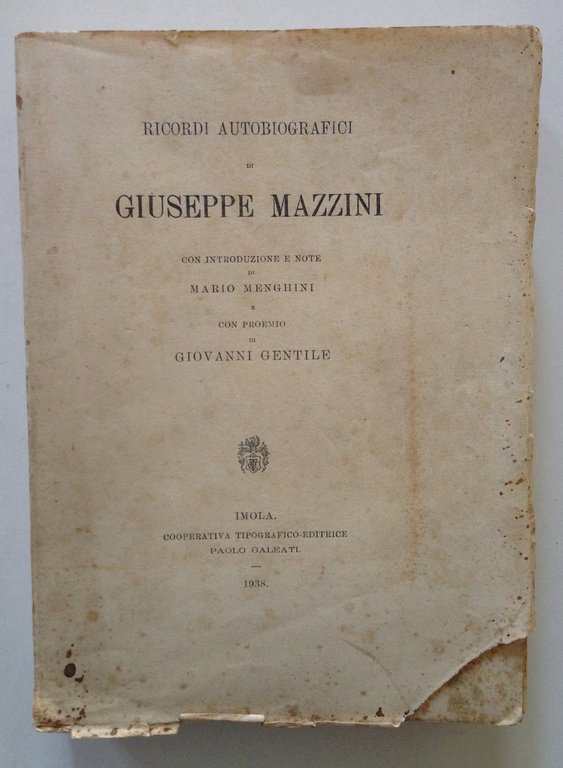 RICORDI AUTOBIOGRAFICI
DI
GIUSEPPE MAZZINI
CON INTRODUZIONE E NOTE
DI
MARIO MENGHINI
E
CON PROEMIO
DI
GIOVANNI GENTILE
IMOLA.
COOPERATIVA TIPOGRAFICO-EDITRICE
PAOLO GALEATI.
—
1938.